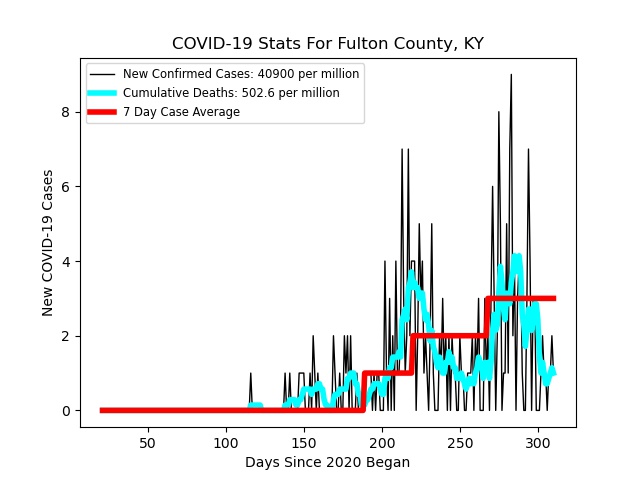 COVID-19 Stats For Fulton County, KY
New Confirmed Cases: 40900 per million
Cumulative Deaths: 502.6 per million
7 Day Case Average
New COVID-19 Cases
8
6
4
2
0
50 100 150 200 250 300
Days Since 2020 Began